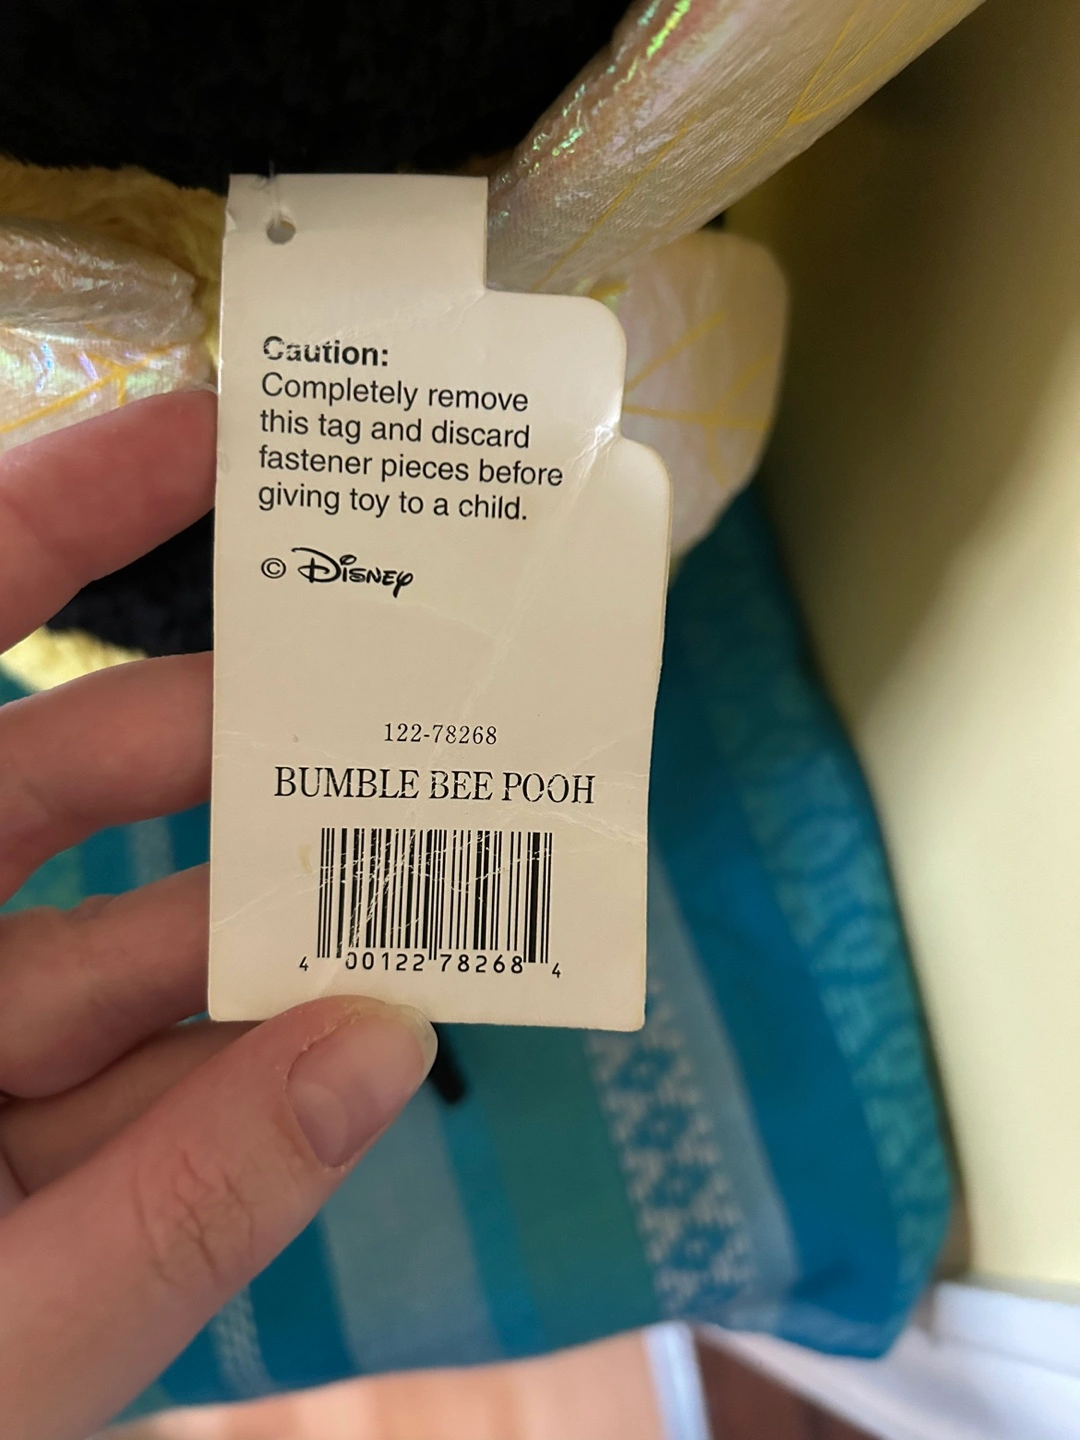 Caution:
Completely remove
this tag and discard
fastener pieces before
giving toy to a child.
© Disney
122-78268
BUMBLE BEE POOH
4 00122 78268 4